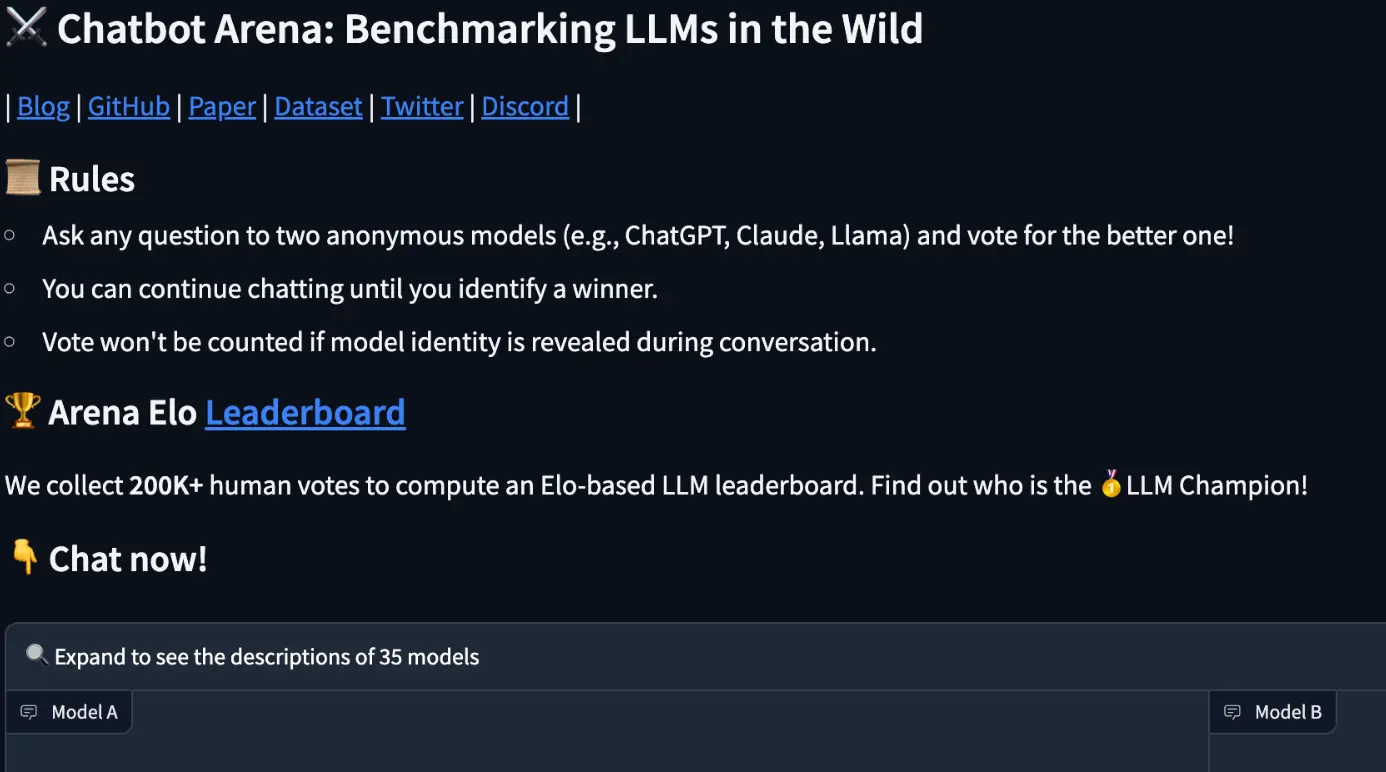 ⚔️ Chatbot Arena: Benchmarking LLMs in the Wild
| Blog | GitHub | Paper | Dataset | Twitter | Discord |
📜 Rules
○ Ask any question to two anonymous models (e.g., ChatGPT, Claude, Llama) and vote for the better one!
○ You can continue chatting until you identify a winner.
○ Vote won't be counted if model identity is revealed during conversation.
🏆 Arena Elo Leaderboard
We collect 200K+ human votes to compute an Elo-based LLM leaderboard. Find out who is the 🥇LLM Champion!
👇 Chat now!
🔍 Expand to see the descriptions of 35 models
Model A
Model B